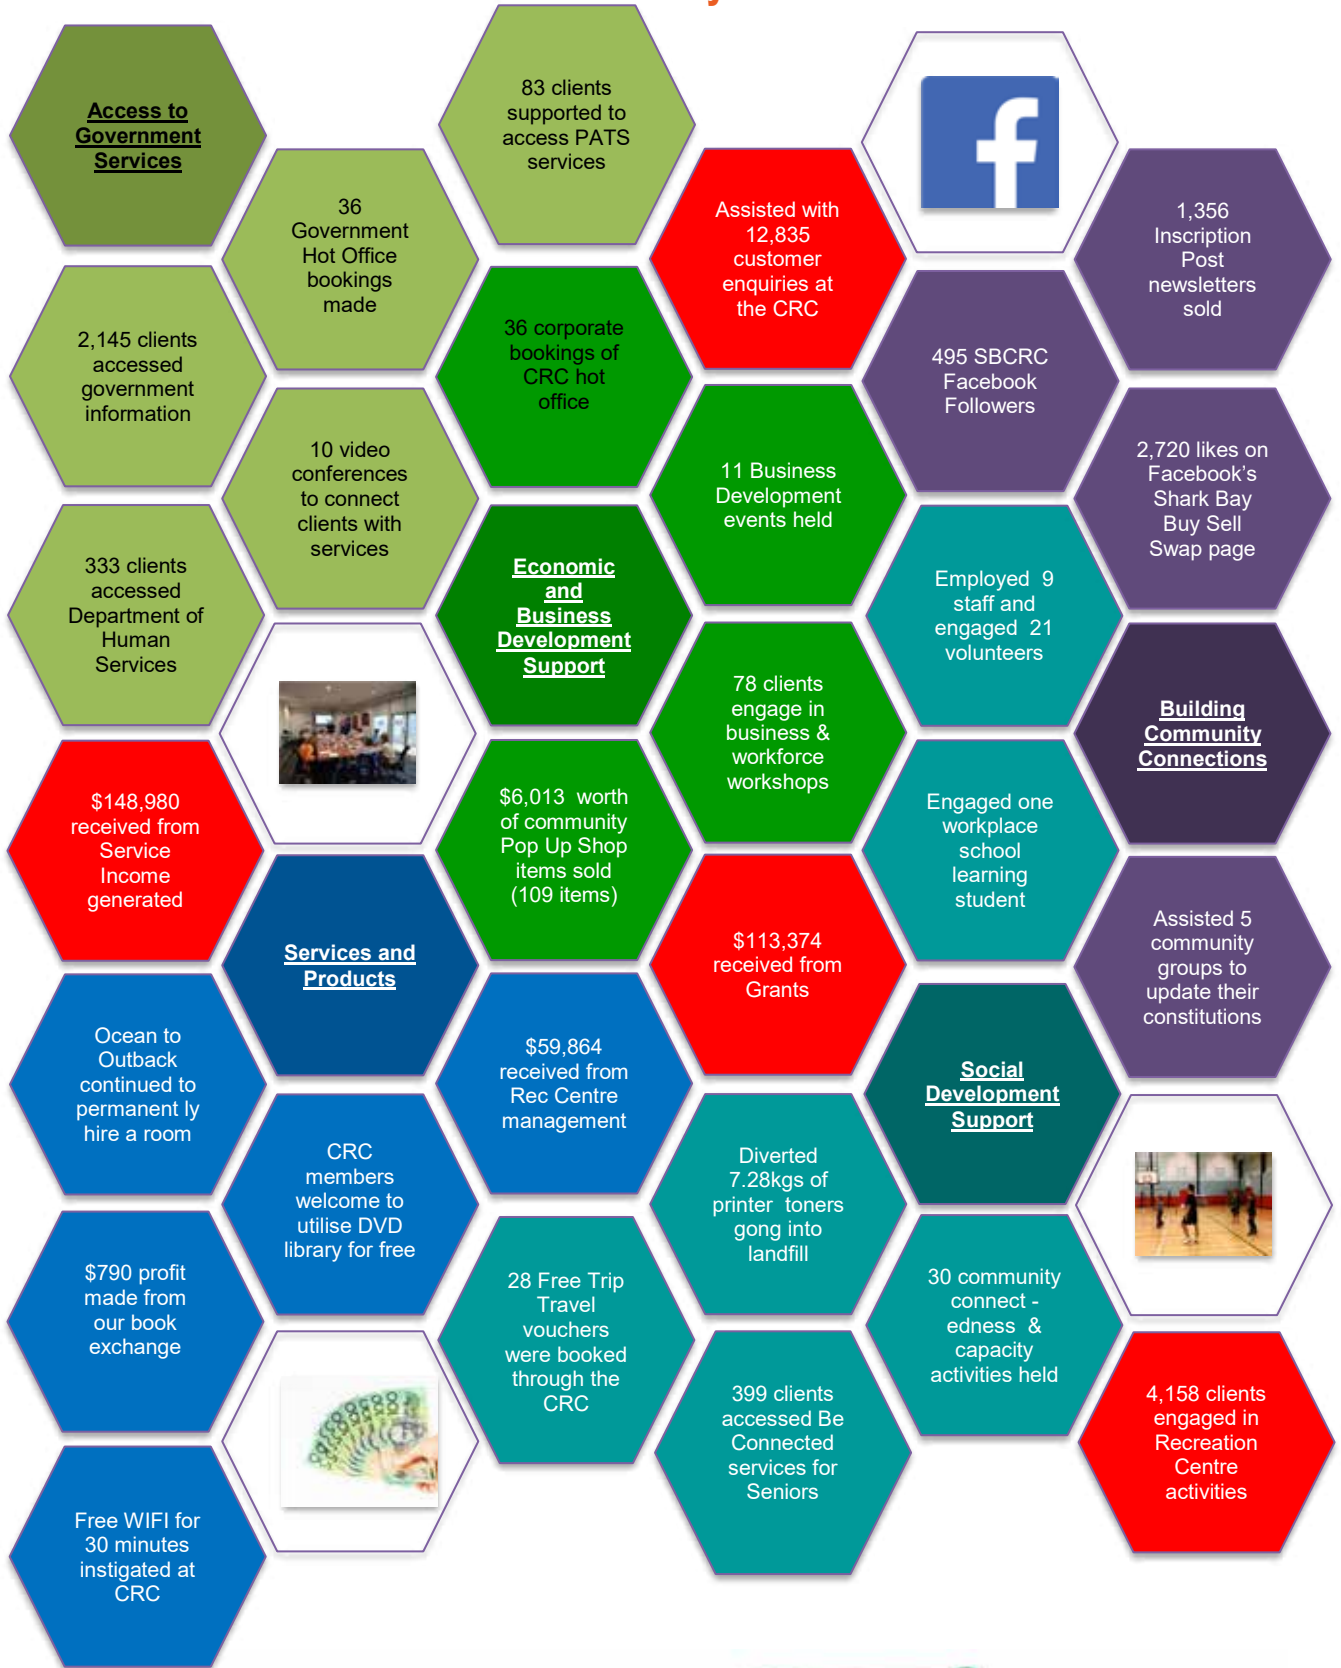 Access to
Government
Services
83 clients
supported to
access PATS
services
36
Government
Hot Office
bookings
made
Assisted with
12,835
customer
enquiries at
the CRC
1,356
Inscription
Post
newsletters
sold
2,145 clients
accessed
government
information
36 corporate
bookings of
CRC hot
office
495 SBCRC
Facebook
Followers
10 video
conferences
to connect
clients with
services
11 Business
Development
events held
2,720 likes on
Facebook's
Shark Bay
Buy Sell
Swap page
333 clients
accessed
Department of
Human
Services
Economic
and
Business
Development
Support
Employed 9
staff and
engaged 21
volunteers
78 clients
engage in
business &
workforce
workshops
Building
Community
Connections
$148,980
received from
Service
Income
generated
$6,013 worth
of community
Pop Up Shop
items sold
(109 items)
Engaged one
workplace
school
learning
student
Services and
Products
$113,374
received from
Grants
Assisted 5
community
groups to
update their
constitutions
Ocean to
Outback
continued to
permanent ly
hire a room
$59,864
received from
Rec Centre
management
Social
Development
Support
CRC
members
welcome to
utilise DVD
library for free
Diverted
7.28kgs of
printer toners
gong into
landfill
$790 profit
made from
our book
exchange
28 Free Trip
Travel
vouchers
were booked
through the
CRC
30 community
connect -
edness &
capacity
activities held
399 clients
accessed Be
Connected
services for
Seniors
4,158 clients
engaged in
Recreation
Centre
activities
Free WIFI for
30 minutes
instigated at
CRC